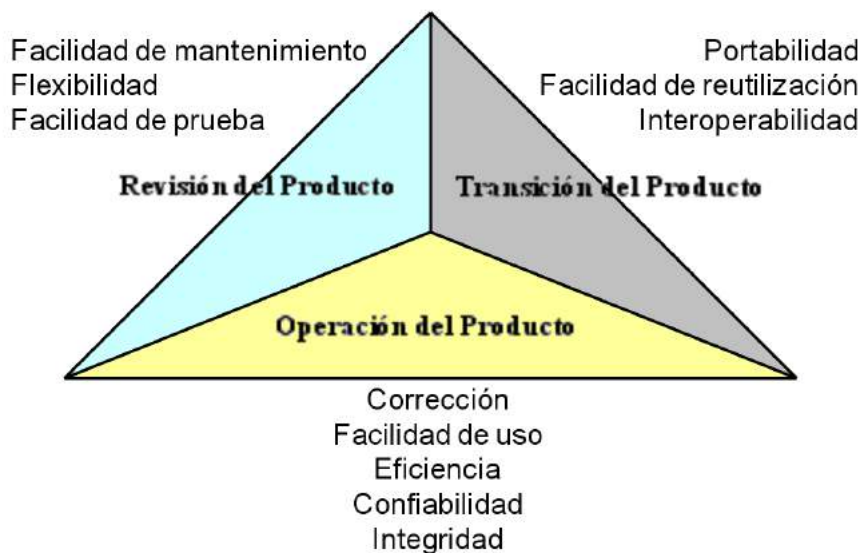 Facilidad de mantenimiento
Flexibilidad
Facilidad de prueba
Portabilidad
Facilidad de reutilización
Interoperabilidad
Revisión del Producto
Transición del Producto
Operación del Producto
Corrección
Facilidad de uso
Eficiencia
Confiabilidad
Integridad